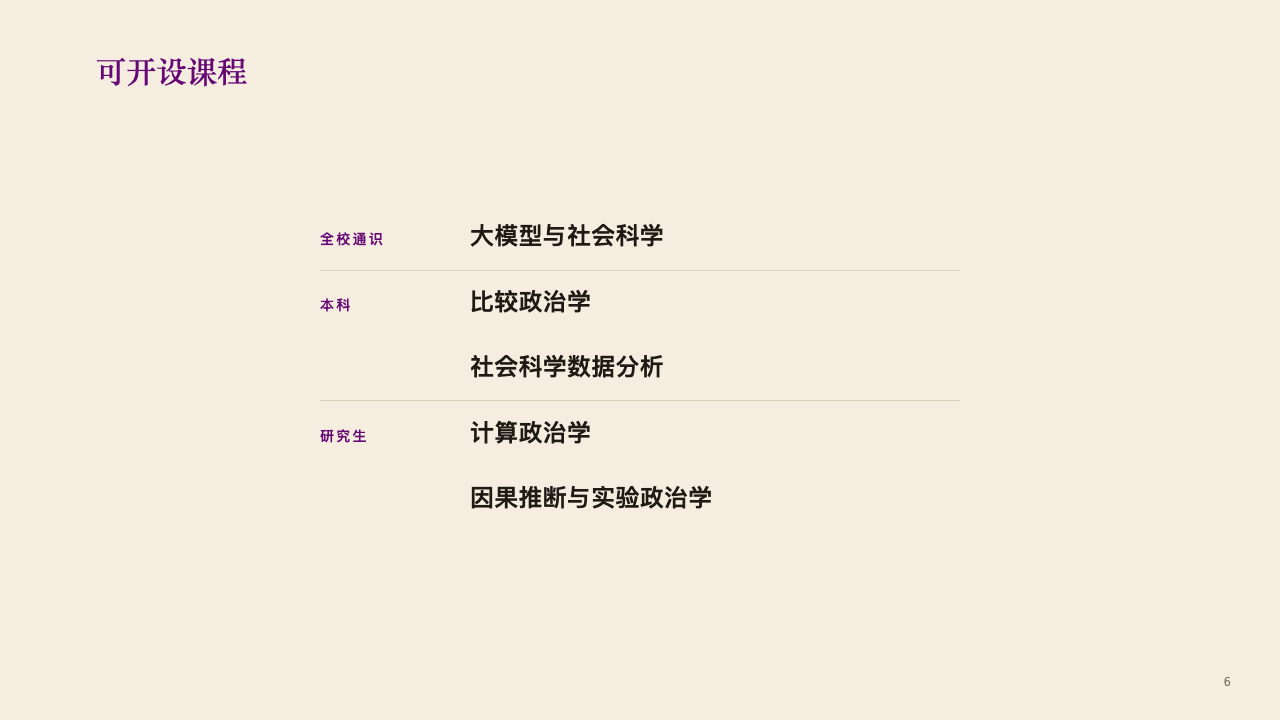 可开设课程
全校通识 大模型与社会科学
本科 比较政治学
社会科学数据分析
研究生 计算政治学
因果推断与实验政治学
6